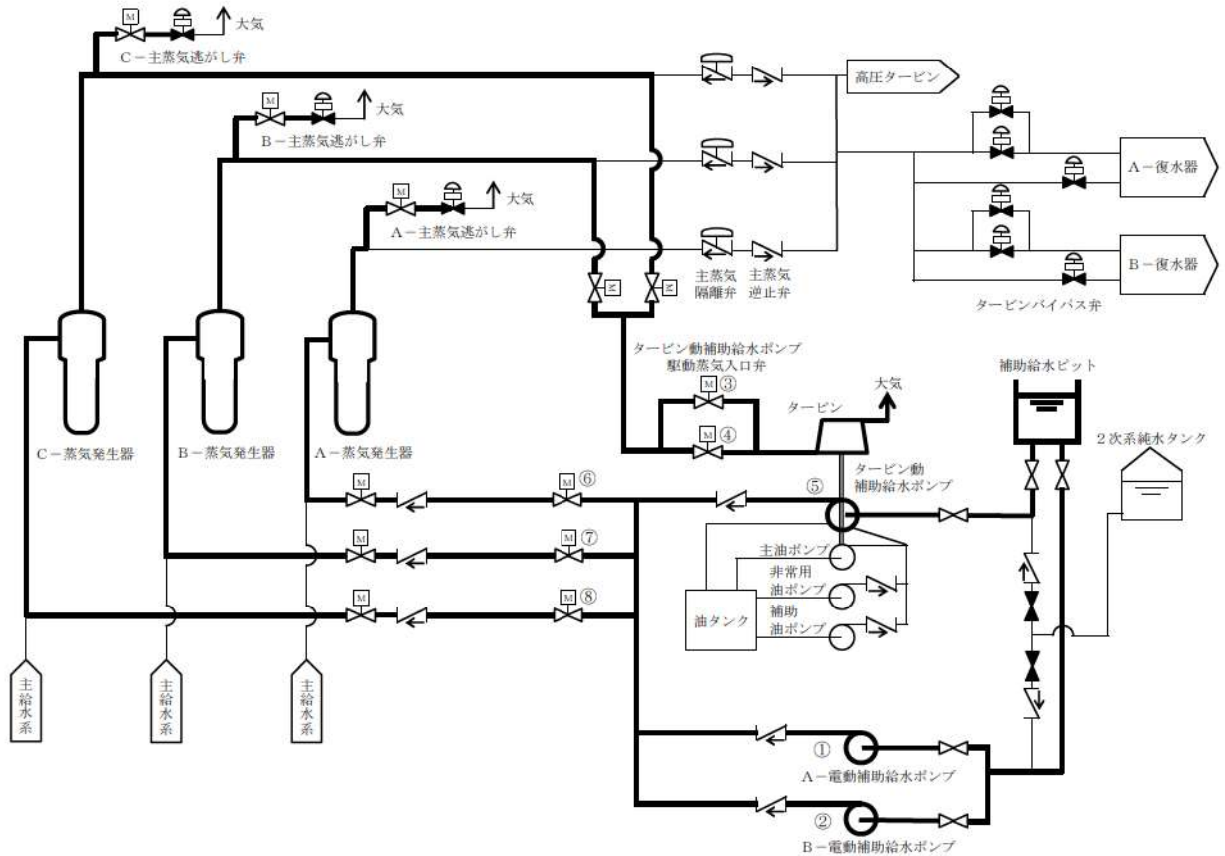 M
大気
C－主蒸気逃がし弁
M
大気
B－主蒸気逃がし弁
M
大気
A－主蒸気逃がし弁
高圧タービン
A－復水器
B－復水器
主蒸気
隔離弁
主蒸気
逆止弁
タービンバイパス弁
M
M
C－蒸気発生器
B－蒸気発生器
A－蒸気発生器
タービン動補助給水ポンプ
駆動蒸気入口弁
M
③
M
④
タービン
大気
補助給水ピット
2次系純水タンク
タービン動
補助給水ポンプ
⑤
M
M
⑥
M
M
⑦
M
M
⑧
主油ポンプ
非常用
油ポンプ
補助
油ポンプ
油タンク
主給水系
主給水系
主給水系
①
A－電動補助給水ポンプ
②
B－電動補助給水ポンプ